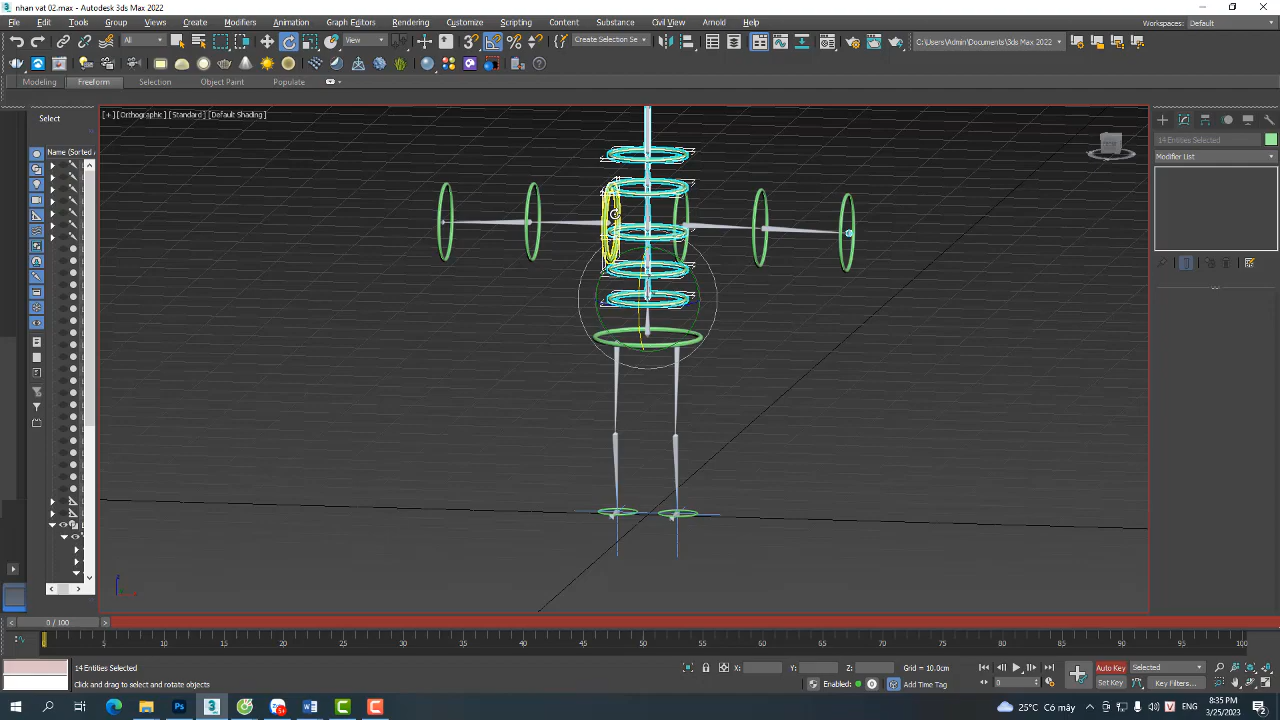 nhan vat 02.max - Autodesk 3ds Max 2022
File Edit Tools Group Views Create Modifiers Animation Graph Editors Rendering Customize Scripting Content Substance Civil View Arnold Help
Workspaces: Default
All View Create Selection Se C:\Users\Admin\Documents\3ds Max 2022
Modeling Freeform Selection Object Paint Populate
[+] [Orthographic] [Standard] [Default Shading]
Select
Name (Sorted A
14 Entities Selected
Modifier List
0 / 100
0 5 10 15 20 25 30 35 40 45 50 55 60 65 70 75 80 85 90 95 100
14 Entities Selected
X: Y: Z: Grid = 10.0cm
Auto Key Selected
Click and drag to select and rotate objects
Enabled: Add Time Tag
0
Set Key Key Filters...
25°C Có mây ENG 8:35 PM
3/25/2023